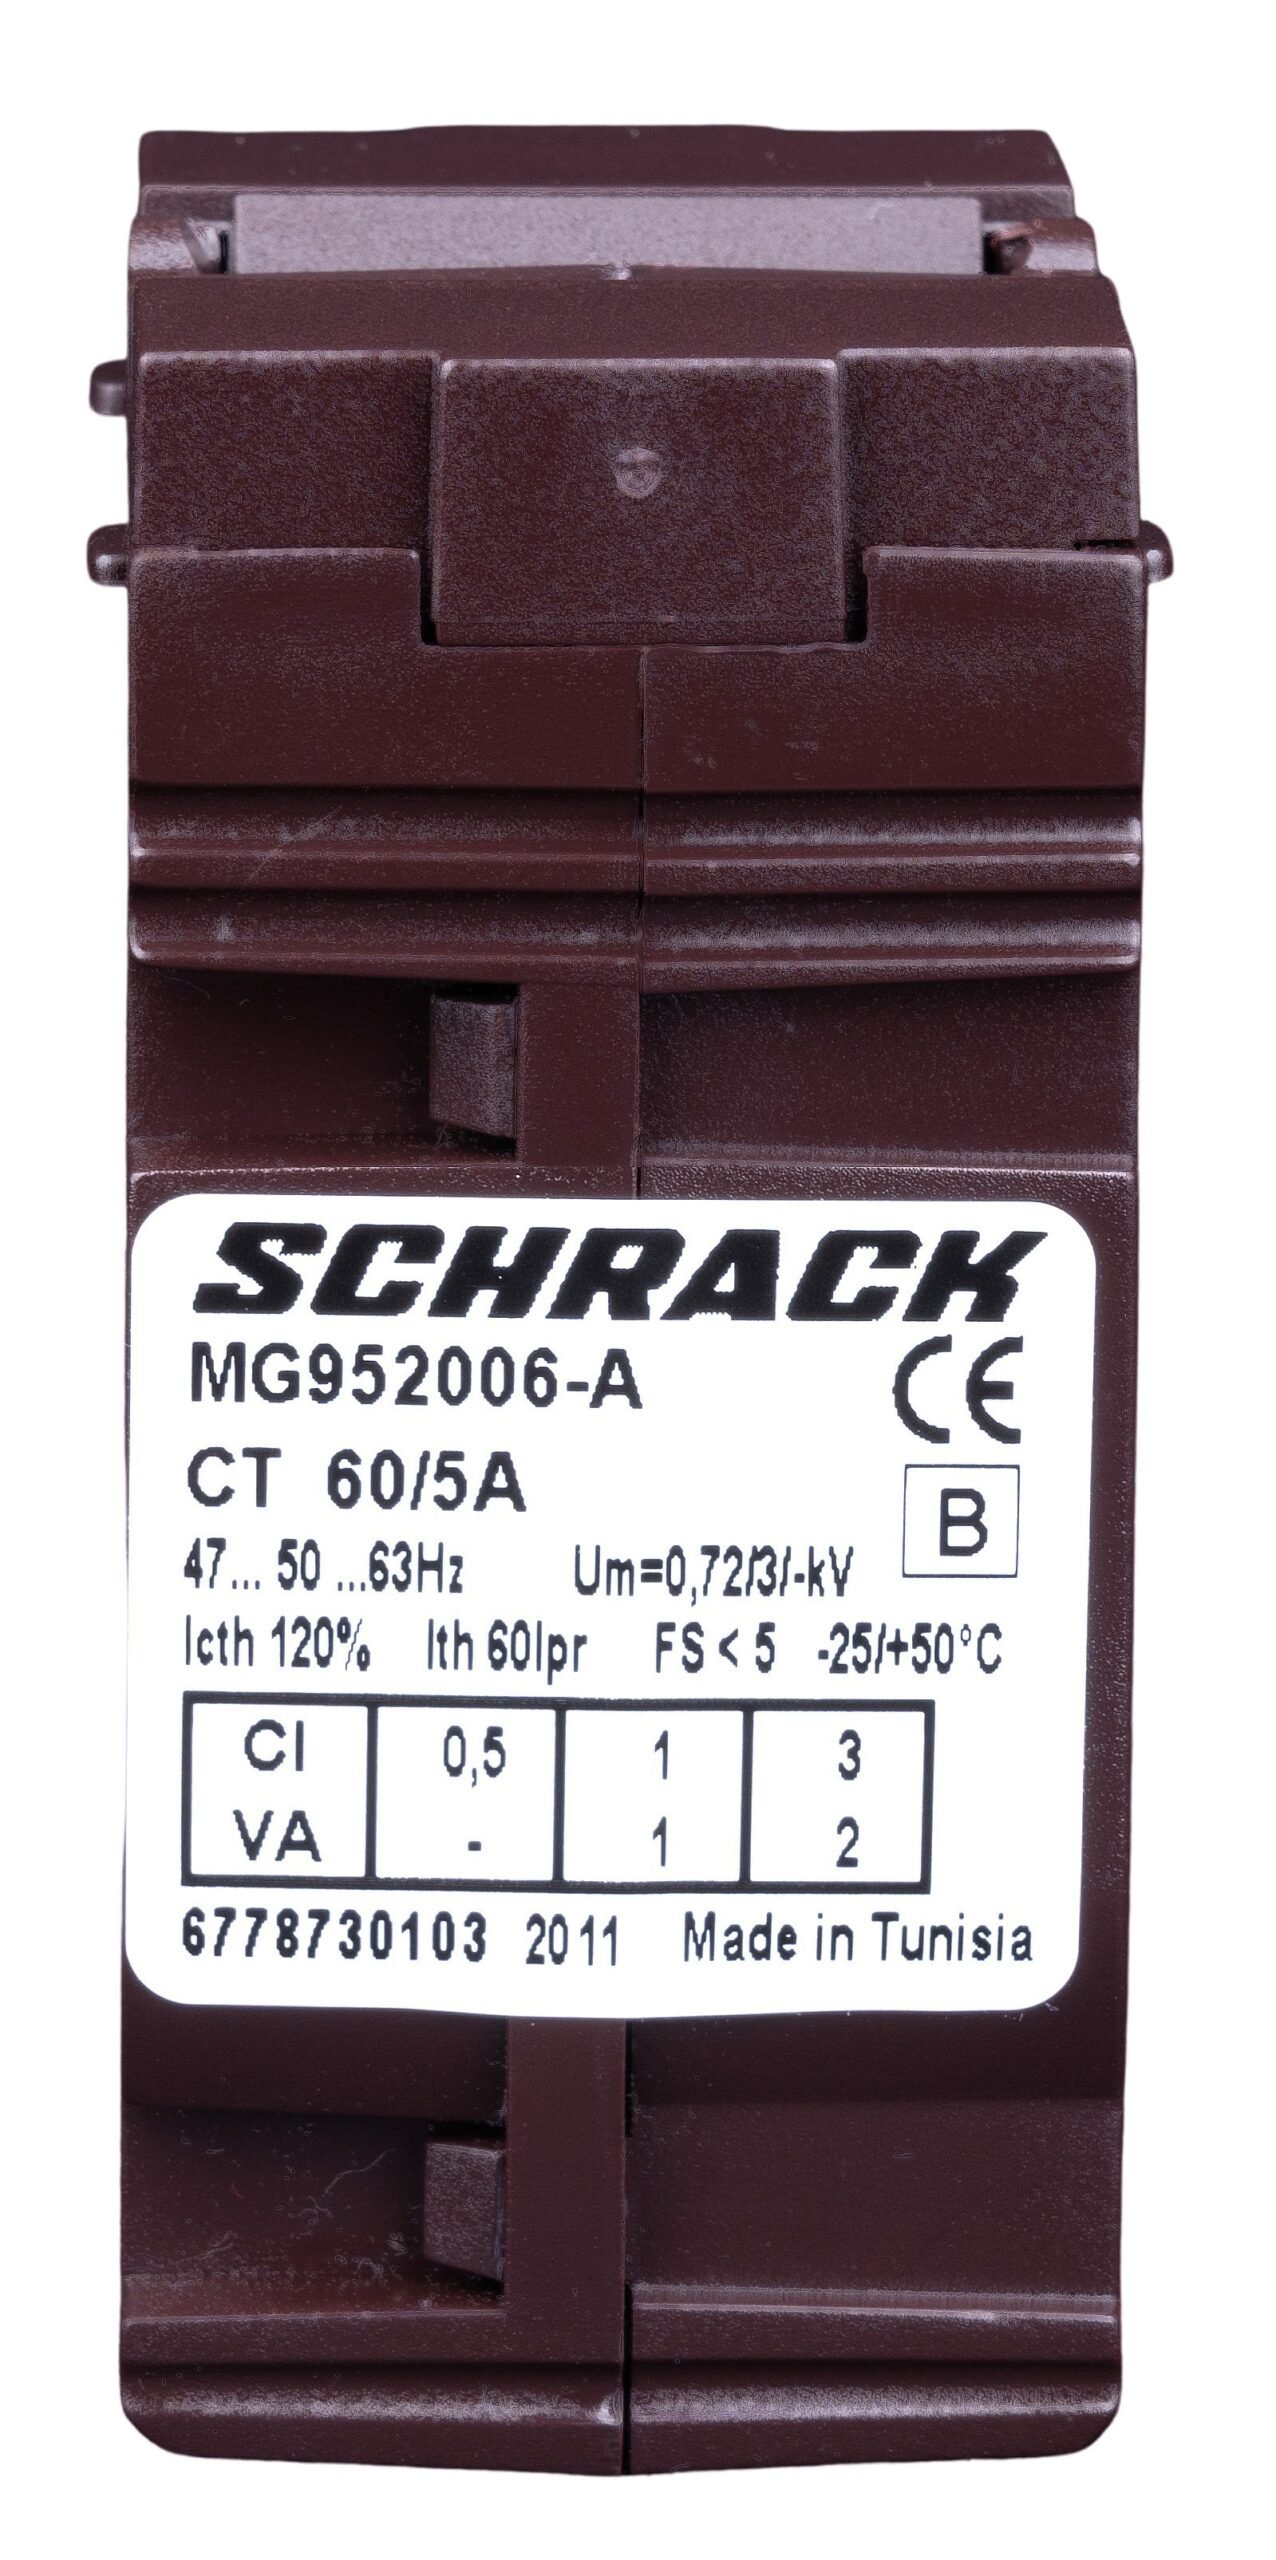 SCHRACK
MG952006-A
CE
CT 60/5A
B
47... 50 ...63Hz Um=0,72/3/-kV
Icth 120% Ith 60Ipr FS < 5 -25/+50°C
CI 0,5 1 3
VA - 1 2
6778730103 2011 Made in Tunisia